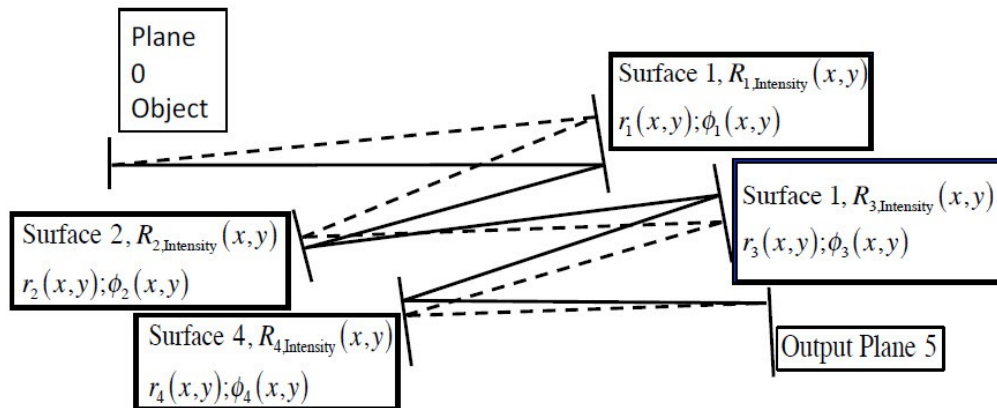 Plane
0
Object
Surface 1, R1,Intensity (x,y)
r1(x,y);ϕ1(x,y)
Surface 1, R3,Intensity (x,y)
r3(x,y);ϕ3(x,y)
Surface 2, R2,Intensity (x,y)
r2(x,y);ϕ2(x,y)
Surface 4, R4,Intensity (x,y)
r4(x,y);ϕ4(x,y)
Output Plane 5